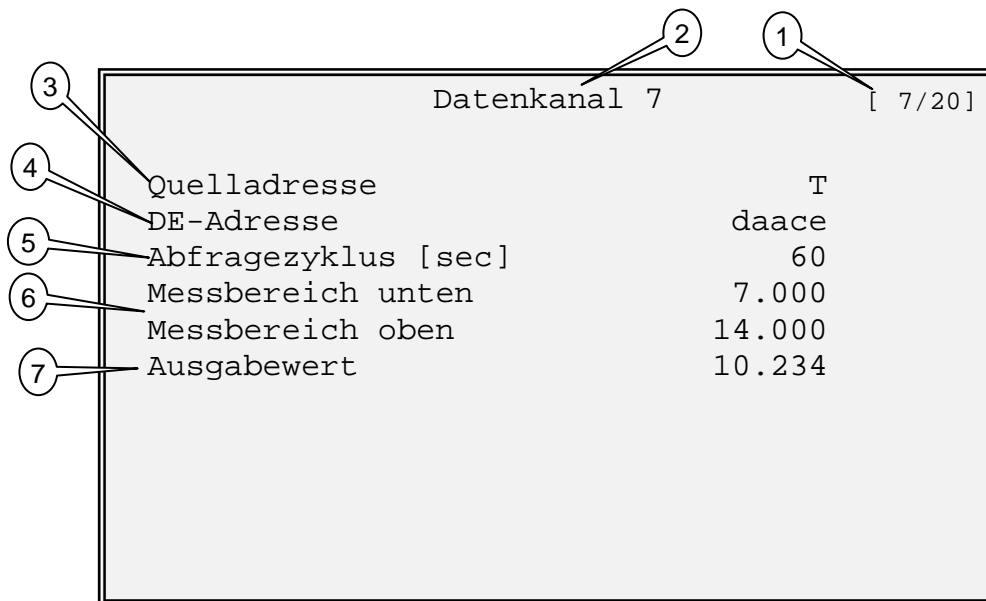 2 1
Datenkanal 7 [ 7/20]
3
Quelladresse T
4
DE-Adresse daace
5
Abfragezyklus [sec] 60
6
Messbereich unten 7.000
Messbereich oben 14.000
7
Ausgabewert 10.234